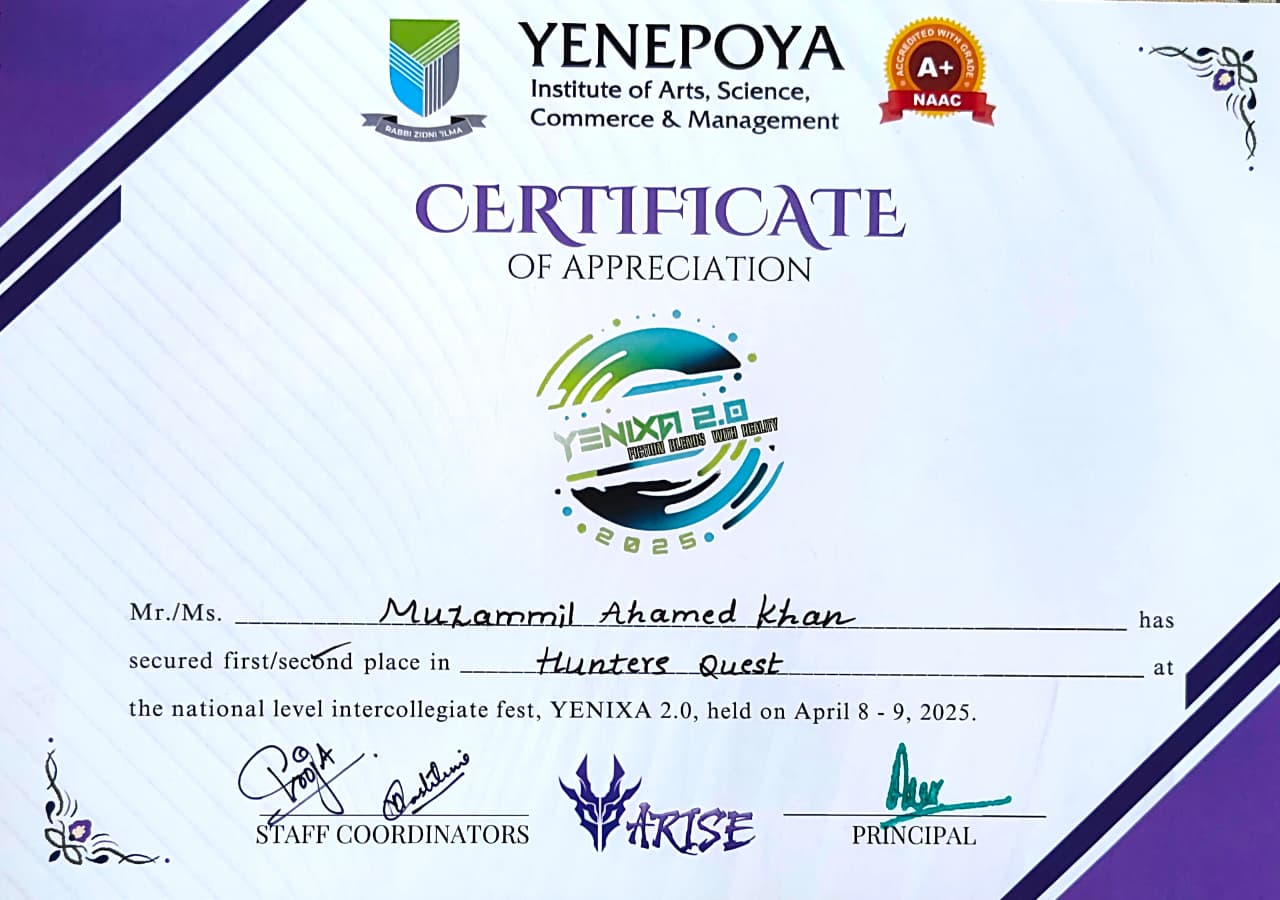 YENEPOYA
Institute of Arts, Science,
Commerce & Management
RABBI ZIDNI 'ILMA
ACCREDITED WITH GRADE
A+
NAAC
CERTIFICATE
OF APPRECIATION
YENIXA 2.0
FICTION BLENDS WITH REALITY
2025
Mr./Ms. Muzammil Ahamed Khan has
secured first/second place in Hunters Quest at
the national level intercollegiate fest, YENIXA 2.0, held on April 8 - 9, 2025.
PoojA
STAFF COORDINATORS
ARISE
PRINCIPAL